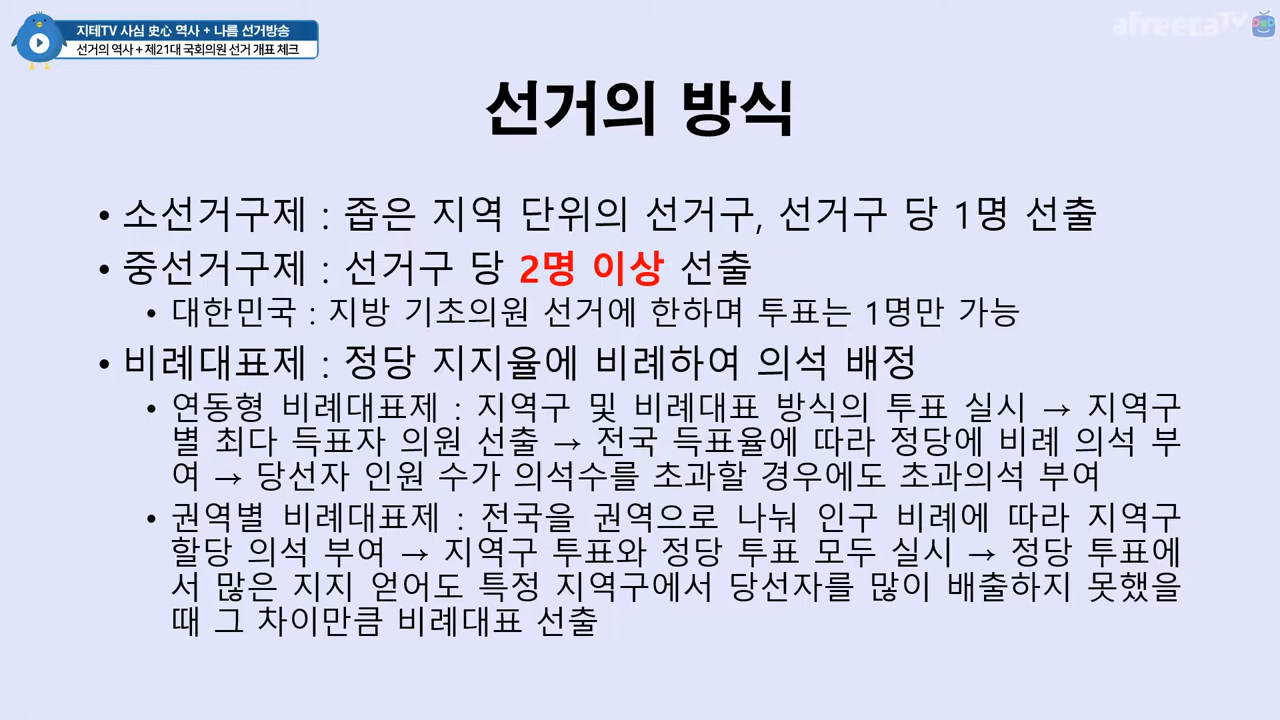 지테TV 사심 史心 역사 + 나름 선거방송
선거의 역사 + 제21대 국회의원 선거 개표 체크
afreecaTV
선거의 방식
• 소선거구제 : 좁은 지역 단위의 선거구, 선거구 당 1명 선출
• 중선거구제 : 선거구 당 2명 이상 선출
• 대한민국 : 지방 기초의원 선거에 한하며 투표는 1명만 가능
• 비례대표제 : 정당 지지율에 비례하여 의석 배정
• 연동형 비례대표제 : 지역구 및 비례대표 방식의 투표 실시 → 지역구
별 최다 득표자 의원 선출 → 전국 득표율에 따라 정당에 비례 의석 부
여 → 당선자 인원 수가 의석수를 초과할 경우에도 초과의석 부여
• 권역별 비례대표제 : 전국을 권역으로 나눠 인구 비례에 따라 지역구
할당 의석 부여 → 지역구 투표와 정당 투표 모두 실시 → 정당 투표에
서 많은 지지 얻어도 특정 지역구에서 당선자를 많이 배출하지 못했을
때 그 차이만큼 비례대표 선출